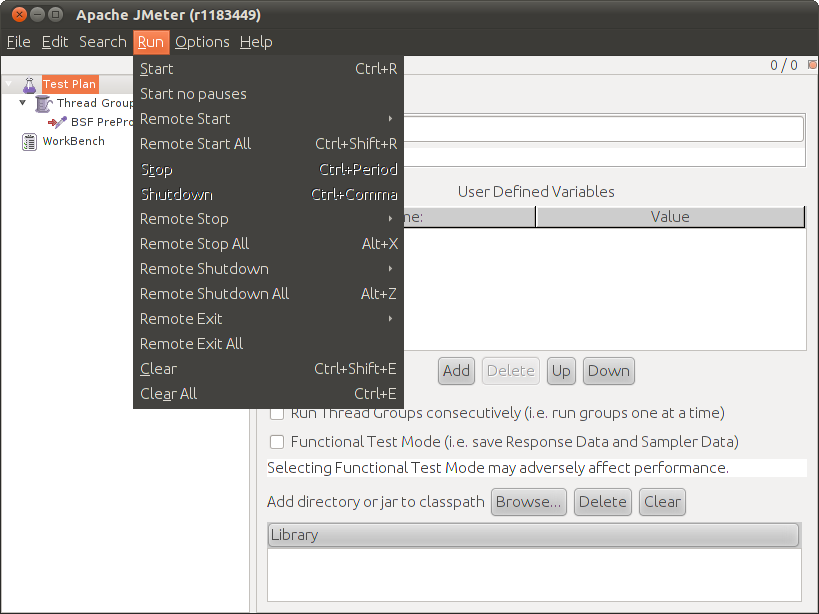 Apache JMeter (r1183449)
File Edit Search Run Options Help
0 / 0
Test Plan
Thread Group
BSF PrePro
WorkBench
Start Ctrl+R
Start no pauses
Remote Start
Remote Start All Ctrl+Shift+R
Stop Ctrl+Period
Shutdown Ctrl+Comma
Remote Stop
Remote Stop All Alt+X
Remote Shutdown
Remote Shutdown All Alt+Z
Remote Exit
Remote Exit All
Clear Ctrl+Shift+E
Clear All Ctrl+E
User Defined Variables
me: Value
Add Delete Up Down
Run Thread Groups consecutively (i.e. run groups one at a time)
Functional Test Mode (i.e. save Response Data and Sampler Data)
Selecting Functional Test Mode may adversely affect performance.
Add directory or jar to classpath Browse... Delete Clear
Library